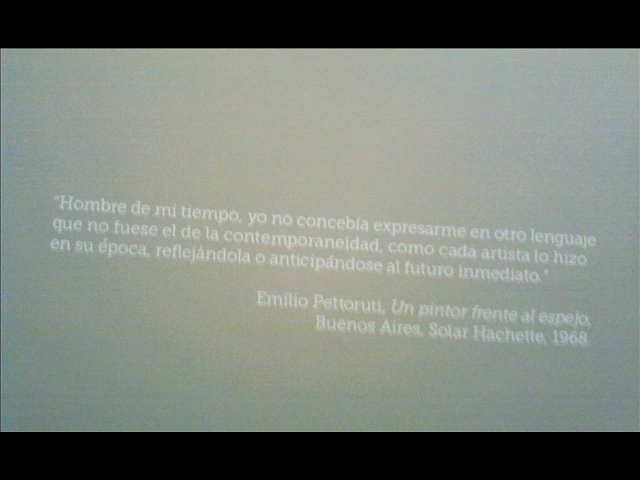 "Hombre de mi tiempo, yo no concebía expresarme en otro lenguaje
que no fuese el de la contemporaneidad, como cada artista lo hizo
en su época, reflejándola o anticipándose al futuro inmediato."
Emilio Pettoruti, Un pintor frente al espejo,
Buenos Aires, Solar Hachette, 1968.